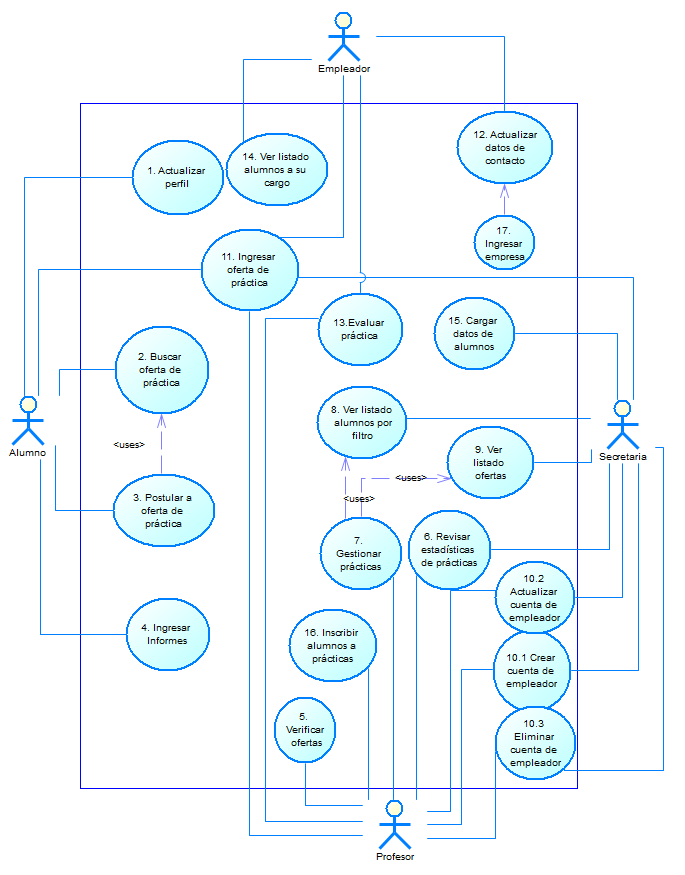 Empleador
12. Actualizar
datos de
contacto
14. Ver listado
alumnos a su
cargo
1. Actualizar
perfil
17.
Ingresar
empresa
11. Ingresar
oferta de
práctica
13.Evaluar
práctica
15. Cargar
datos de
alumnos
2. Buscar
oferta de
práctica
8. Ver listado
alumnos por
filtro
Alumno
<uses>
Secretaria
9. Ver
listado
ofertas
<uses>
<uses>
3. Postular a
oferta de
práctica
7.
Gestionar
prácticas
6. Revisar
estadísticas
de prácticas
10.2
Actualizar
cuenta de
empleador
4. Ingresar
Informes
16. Inscribir
alumnos a
prácticas
10.1 Crear
cuenta de
empleador
5.
Verificar
ofertas
10.3
Eliminar
cuenta de
empleador
Profesor